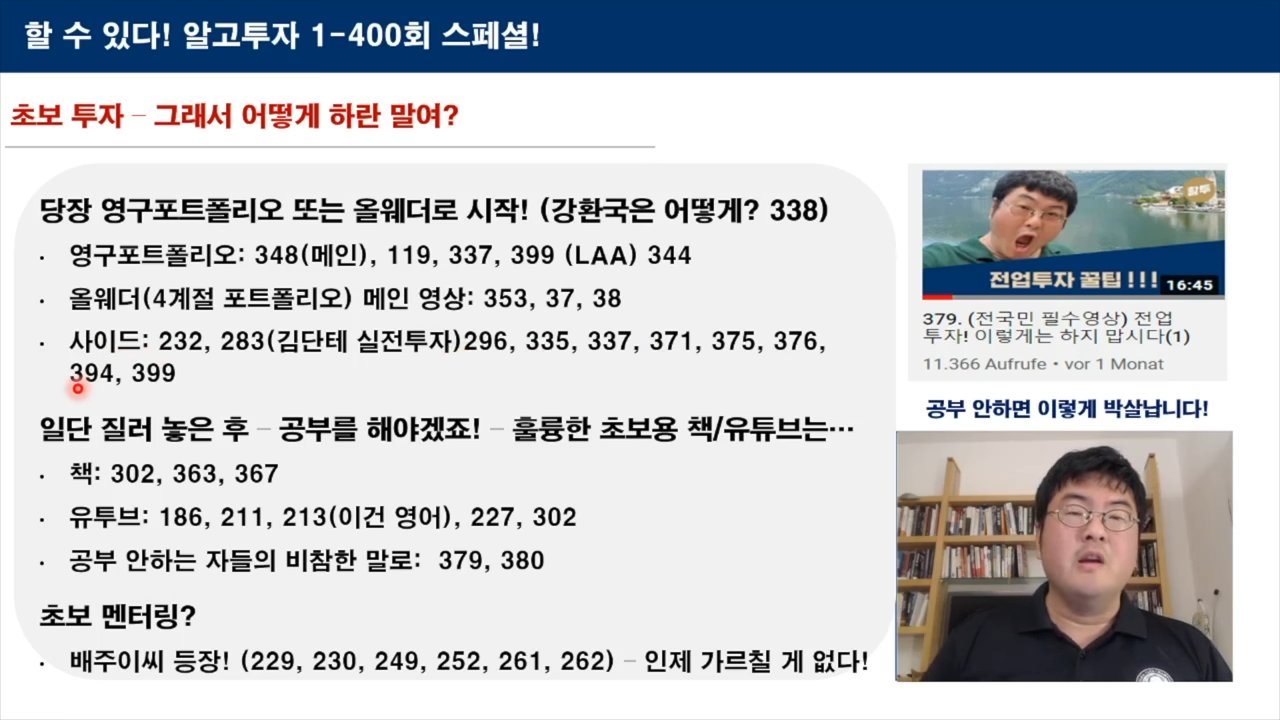 할 수 있다! 알고투자 1-400회 스페셜!
초보 투자 – 그래서 어떻게 하란 말여?
당장 영구포트폴리오 또는 올웨더로 시작! (강환국은 어떻게? 338)
· 영구포트폴리오: 348(메인), 119, 337, 399 (LAA) 344
· 올웨더(4계절 포트폴리오) 메인 영상: 353, 37, 38
· 사이드: 232, 283(김단테 실전투자)296, 335, 337, 371, 375, 376,
394, 399
일단 질러 놓은 후 – 공부를 해야겠죠! – 훌륭한 초보용 책/유튜브는…
· 책: 302, 363, 367
· 유투브: 186, 211, 213(이건 영어), 227, 302
· 공부 안하는 자들의 비참한 말로: 379, 380
초보 멘터링?
· 배주이씨 등장! (229, 230, 249, 252, 261, 262) – 인제 가르칠 게 없다!
할투
전업투자 꿀팁 !!!
16:45
379. (전국민 필수영상) 전업
투자! 이렇게는 하지 맙시다(1)
11.366 Aufrufe · vor 1 Monat
공부 안하면 이렇게 박살납니다!